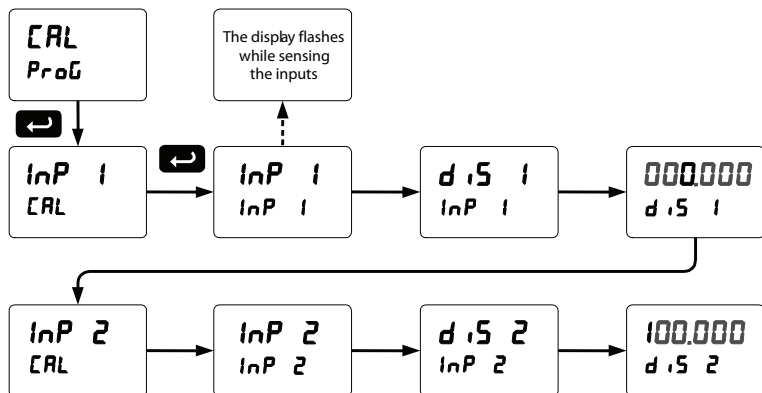 CAL
ProG
The display flashes
while sensing
the inputs
InP 1
CAL
InP 1
InP 1
diS 1
InP 1
000.000
diS 1
InP 2
CAL
InP 2
InP 2
diS 2
InP 2
100.000
diS 2